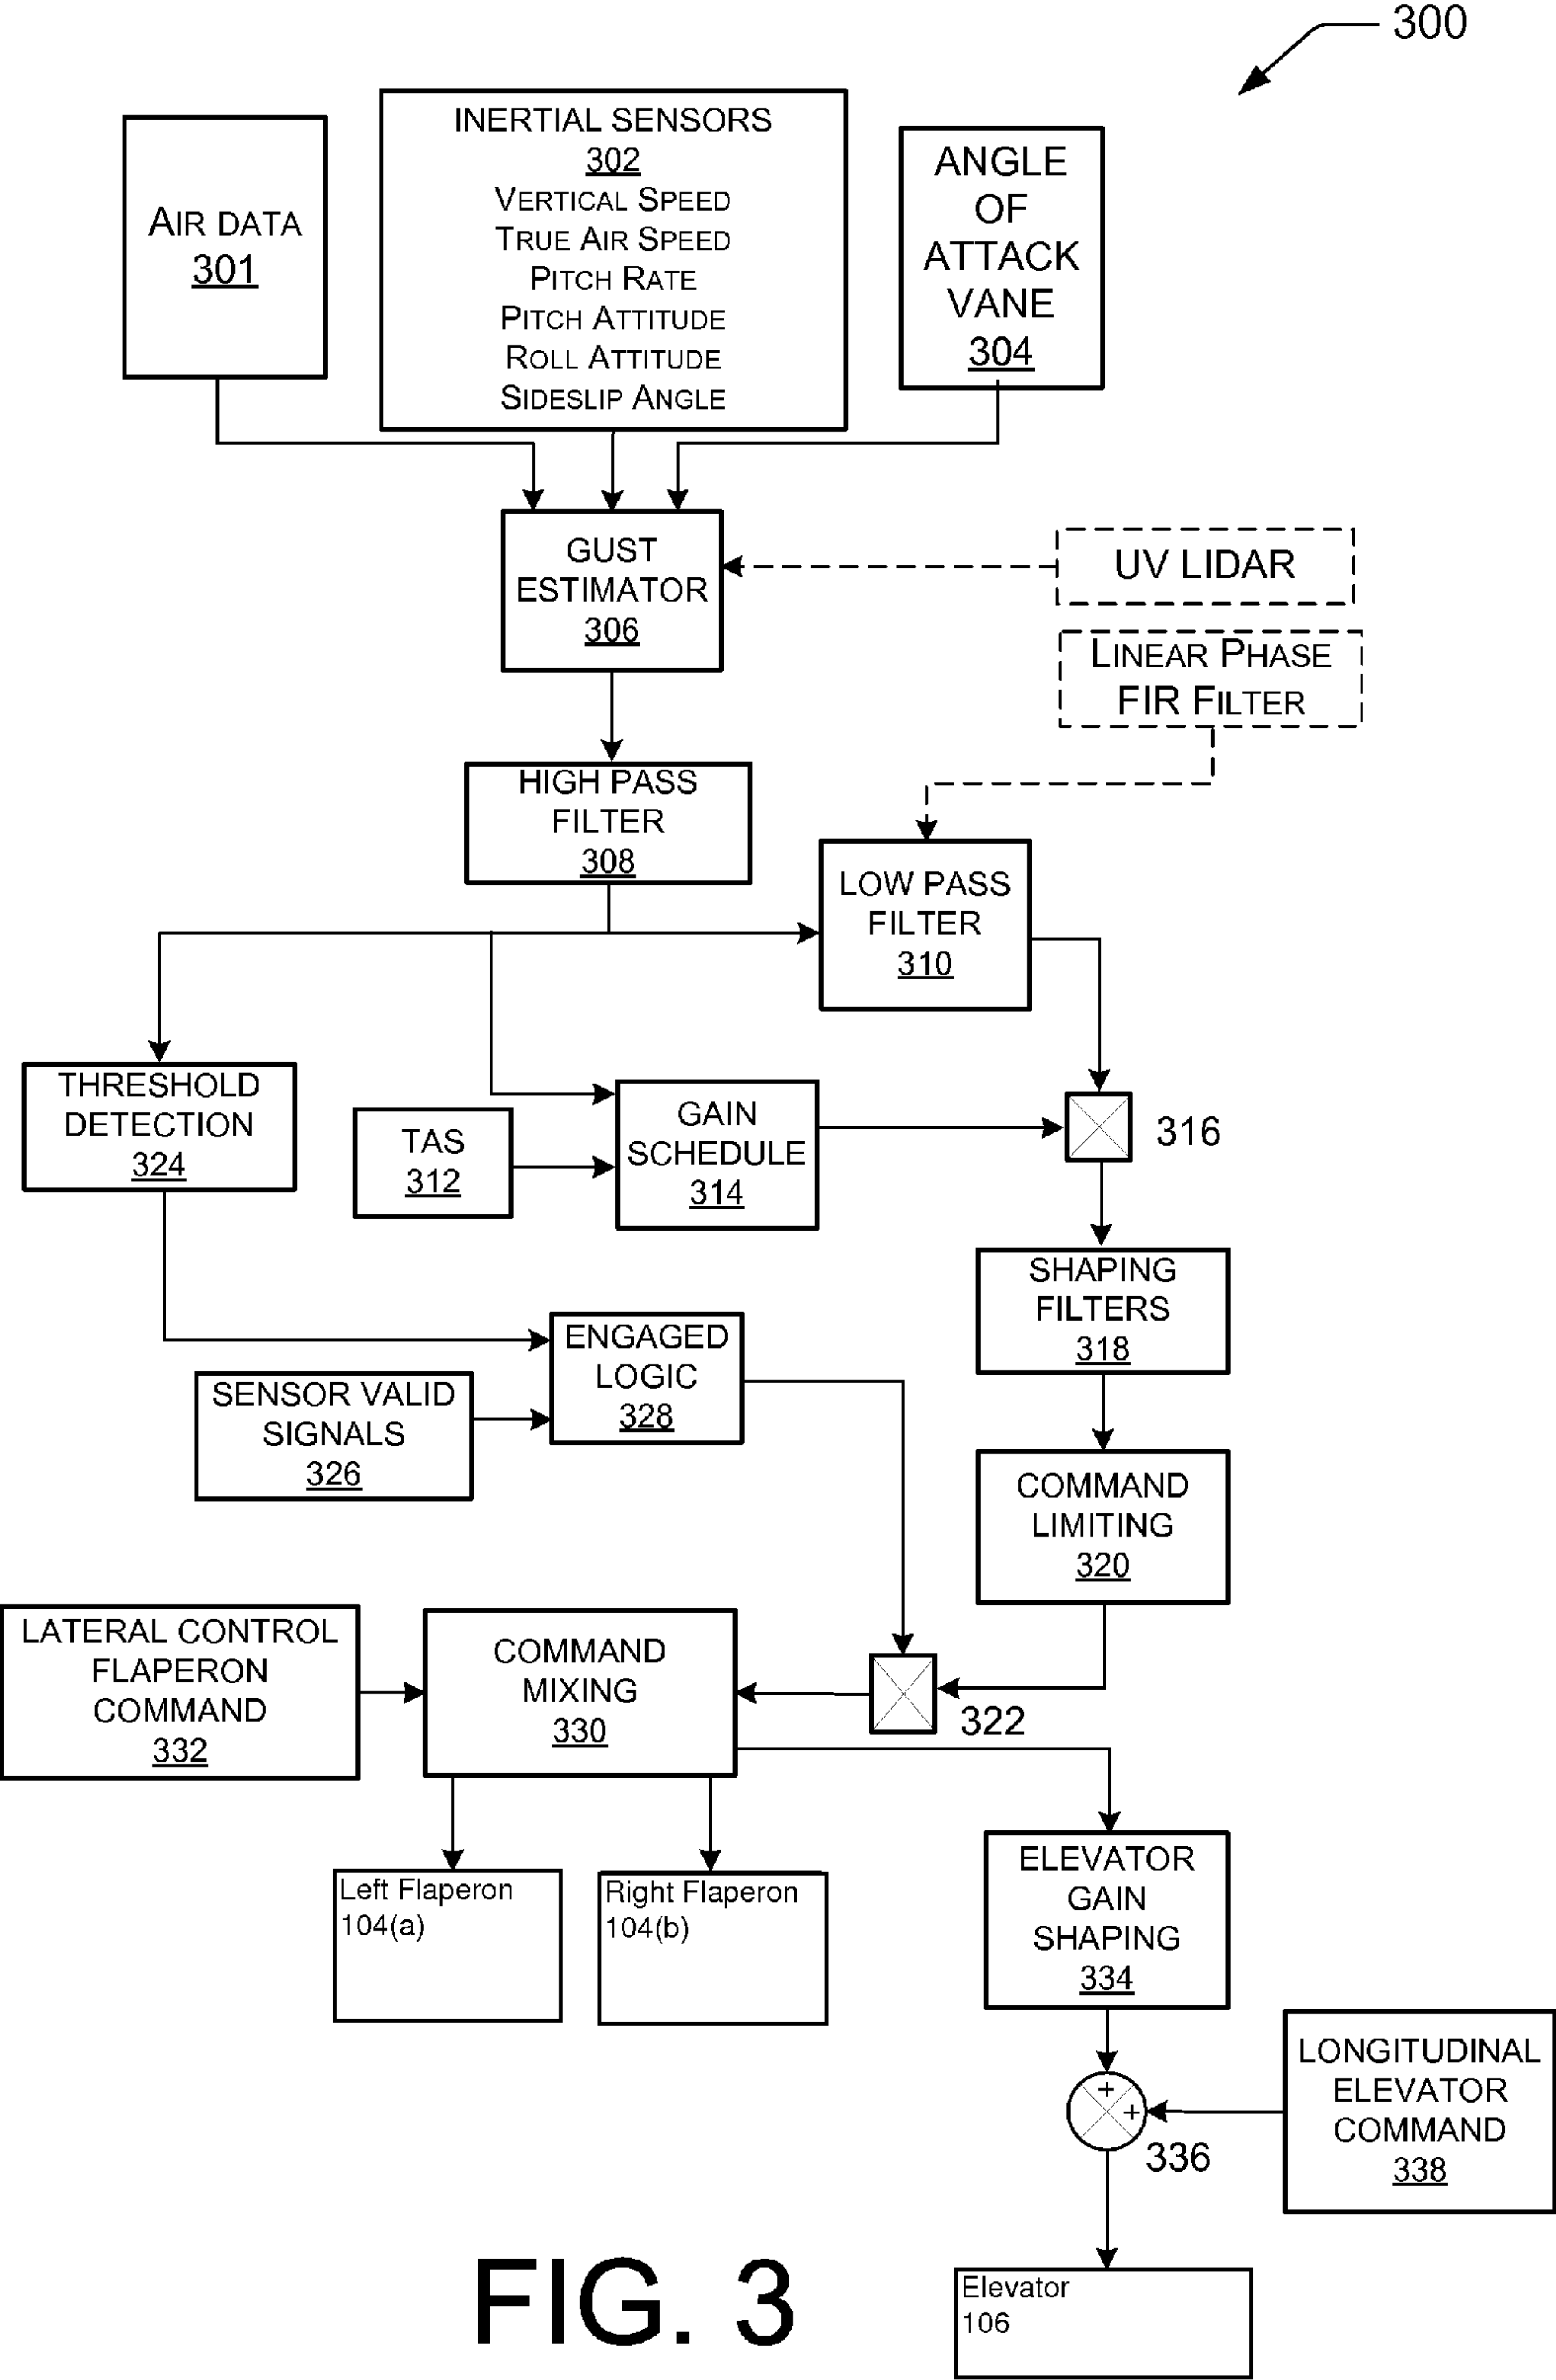 300
AIR DATA
301
INERTIAL SENSORS
302
VERTICAL SPEED
TRUE AIR SPEED
PITCH RATE
PITCH ATTITUDE
ROLL ATTITUDE
SIDESLIP ANGLE
ANGLE
OF
ATTACK
VANE
304
GUST
ESTIMATOR
306
UV LIDAR
LINEAR PHASE
FIR FILTER
HIGH PASS
FILTER
308
LOW PASS
FILTER
310
THRESHOLD
DETECTION
324
TAS
312
GAIN
SCHEDULE
314
316
SHAPING
FILTERS
318
ENGAGED
LOGIC
328
SENSOR VALID
SIGNALS
326
COMMAND
LIMITING
320
LATERAL CONTROL
FLAPERON
COMMAND
332
COMMAND
MIXING
330
322
Left Flaperon
104(a)
Right Flaperon
104(b)
ELEVATOR
GAIN
SHAPING
334
+
+
336
LONGITUDINAL
ELEVATOR
COMMAND
338
Elevator
106
FIG. 3